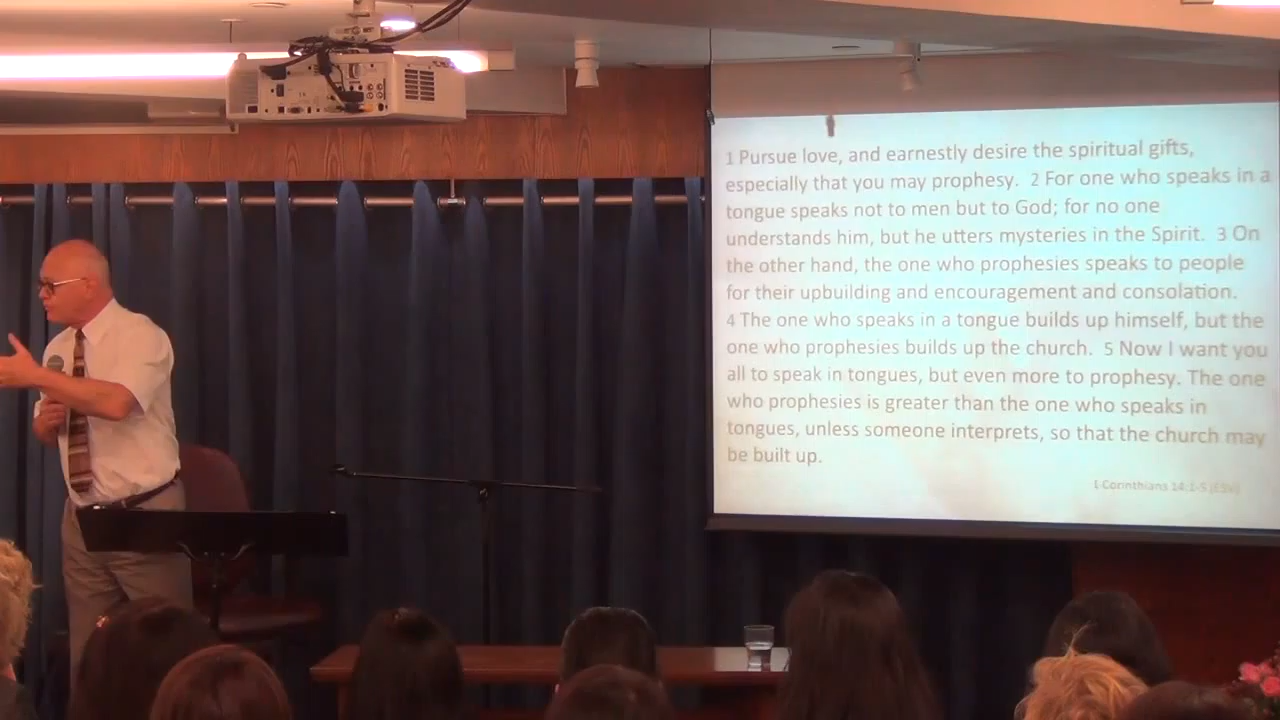 1 Pursue love, and earnestly desire the spiritual gifts,
especially that you may prophesy. 2 For one who speaks in a
tongue speaks not to men but to God; for no one
understands him, but he utters mysteries in the Spirit. 3 On
the other hand, the one who prophesies speaks to people
for their upbuilding and encouragement and consolation.
4 The one who speaks in a tongue builds up himself, but the
one who prophesies builds up the church. 5 Now I want you
all to speak in tongues, but even more to prophesy. The one
who prophesies is greater than the one who speaks in
tongues, unless someone interprets, so that the church may
be built up.
1 Corinthians 14:1-5 (ESV)